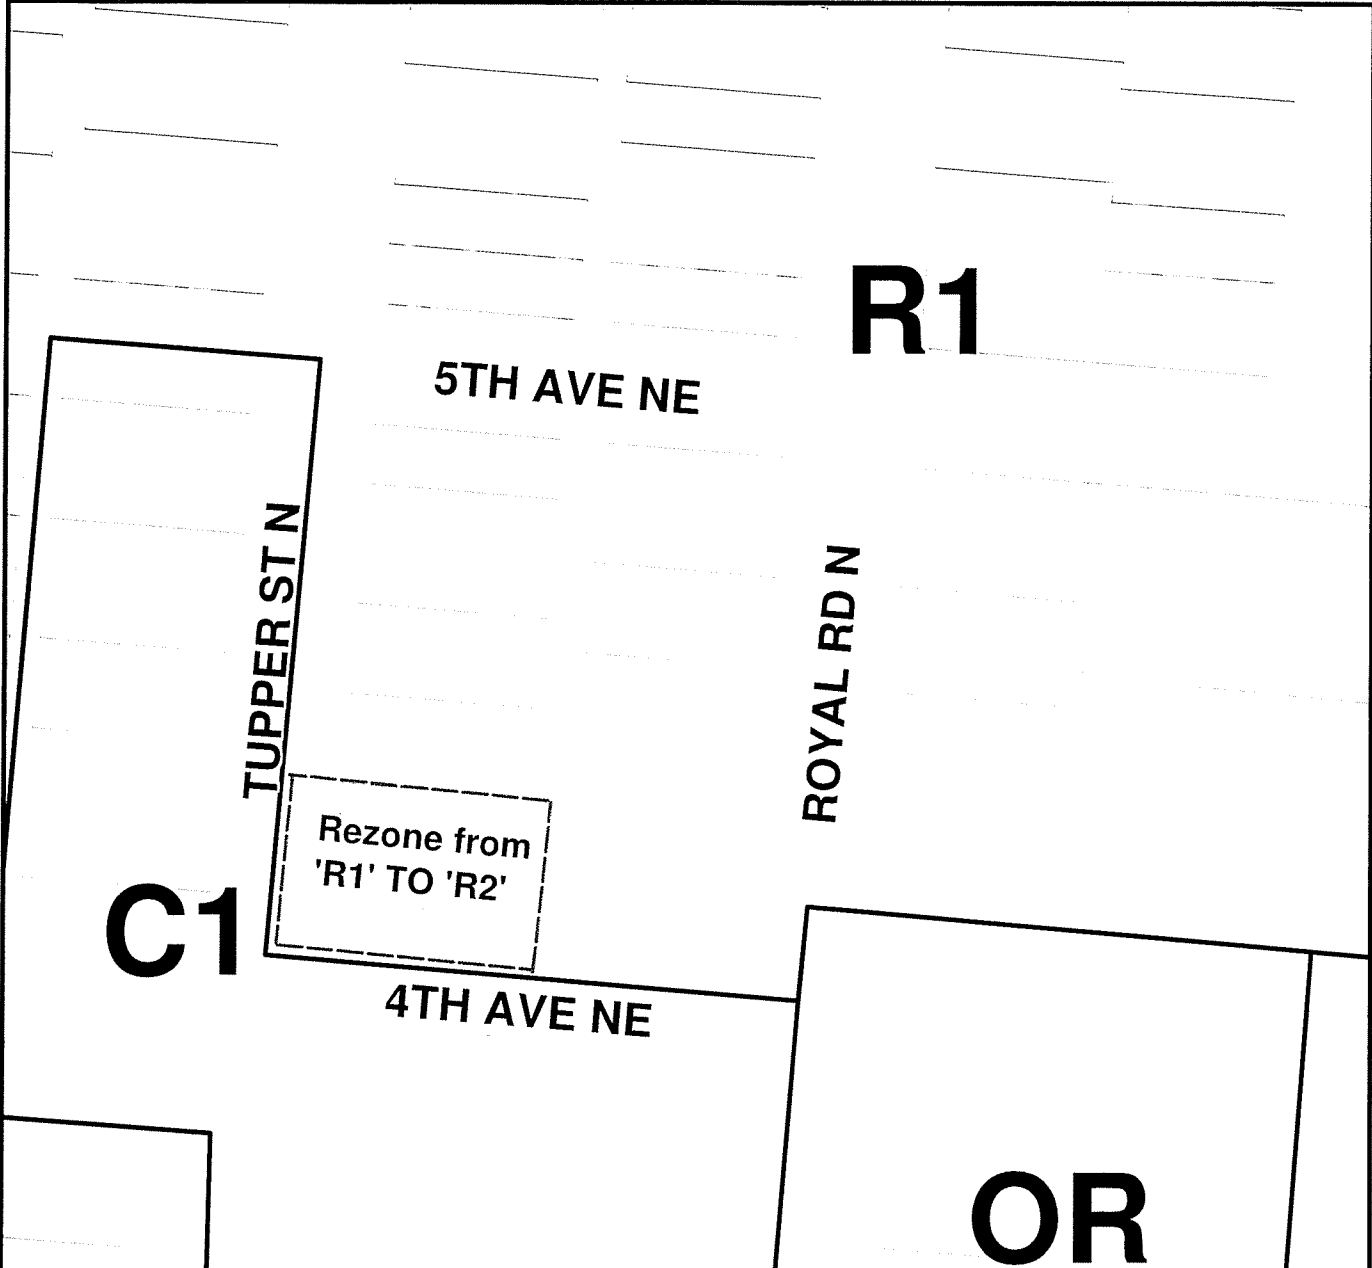 R1
5TH AVE NE
TUPPER ST N
ROYAL RD N
Rezone from
'R1' TO 'R2'
C1
4TH AVE NE
OR